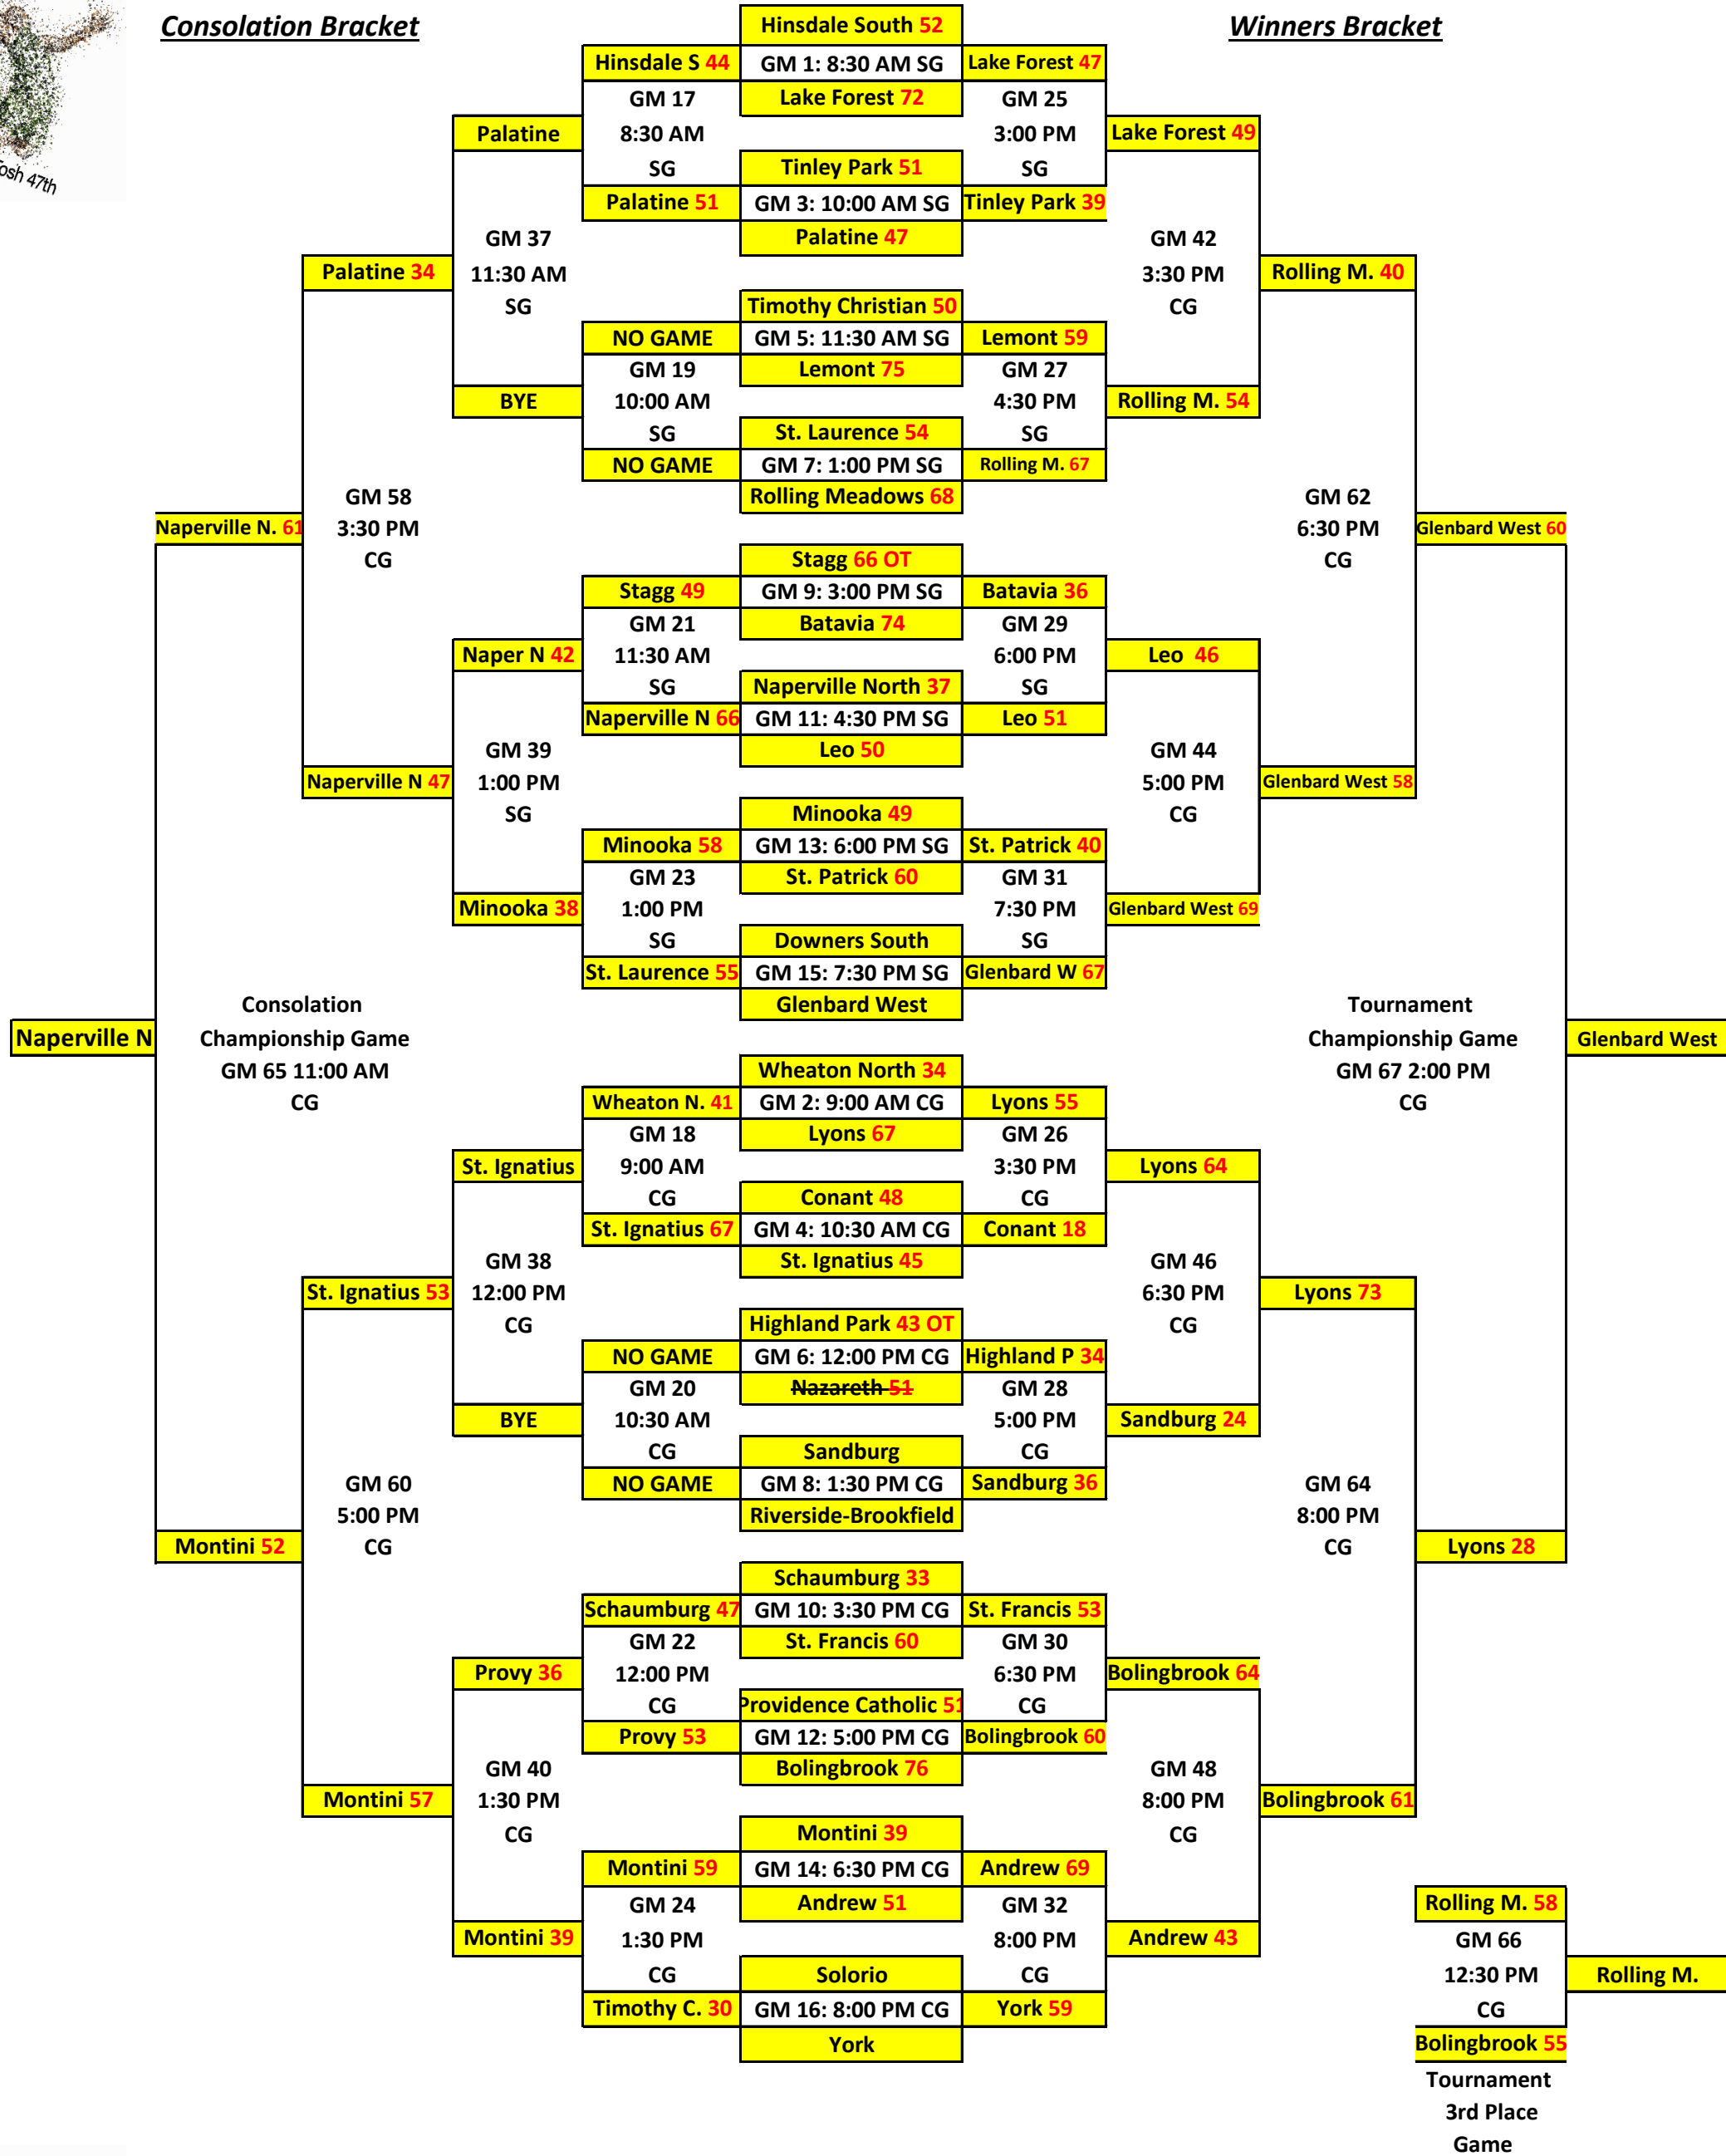 Consolation Bracket
Hinsdale South 52
Winners Bracket
Hinsdale S 44
GM 1: 8:30 AM SG
Lake Forest 47
GM 17
Lake Forest 72
GM 25
Palatine
8:30 AM
3:00 PM
Lake Forest 49
osh 47th
SG
Tinley Park 51
SG
Palatine 51
GM 3: 10:00 AM SG
Tinley Park 39
GM 37
Palatine 47
GM 42
Palatine 34
11:30 AM
3:30 PM
Rolling M. 40
SG
Timothy Christian 50
CG
NO GAME
GM 5: 11:30 AM SG
Lemont 59
GM 19
Lemont 75
GM 27
BYE
10:00 AM
4:30 PM
Rolling M. 54
SG
St. Laurence 54
SG
NO GAME
GM 7: 1:00 PM SG
Rolling M. 67
GM 58
Rolling Meadows 68
GM 62
Naperville N. 61
3:30 PM
6:30 PM
Glenbard West 60
CG
Stagg 66 OT
CG
Stagg 49
GM 9: 3:00 PM SG
Batavia 36
GM 21
Batavia 74
GM 29
Naper N 42
11:30 AM
6:00 PM
Leo 46
SG
Naperville North 37
SG
Naperville N 66
GM 11: 4:30 PM SG
Leo 51
GM 39
Leo 50
GM 44
Naperville N 47
1:00 PM
5:00 PM
Glenbard West 58
SG
Minooka 49
CG
Minooka 58
GM 13: 6:00 PM SG
St. Patrick 40
GM 23
St. Patrick 60
GM 31
Minooka 38
1:00 PM
7:30 PM
Glenbard West 69
SG
Downers South
SG
St. Laurence 55
GM 15: 7:30 PM SG
Glenbard W 67
Consolation
Glenbard West
Tournament
Naperville N
Championship Game
Championship Game
Glenbard West
GM 65 11:00 AM
Wheaton North 34
GM 67 2:00 PM
CG
Wheaton N. 41
GM 2: 9:00 AM CG
Lyons 55
CG
GM 18
Lyons 67
GM 26
St. Ignatius
9:00 AM
3:30 PM
Lyons 64
CG
Conant 48
CG
St. Ignatius 67
GM 4: 10:30 AM CG
Conant 18
GM 38
St. Ignatius 45
GM 46
St. Ignatius 53
12:00 PM
6:30 PM
Lyons 73
CG
Highland Park 43 OT
CG
NO GAME
GM 6: 12:00 PM CG
Highland P 34
GM 20
Nazareth 51
GM 28
BYE
10:30 AM
5:00 PM
Sandburg 24
CG
Sandburg
CG
GM 60
NO GAME
GM 8: 1:30 PM CG
Sandburg 36
GM 64
5:00 PM
Riverside-Brookfield
8:00 PM
Montini 52
CG
CG
Lyons 28
Schaumburg 33
Schaumburg 47
GM 10: 3:30 PM CG
St. Francis 53
GM 22
St. Francis 60
GM 30
Provy 36
12:00 PM
6:30 PM
Bolingbrook 64
CG
Providence Catholic 51
CG
Provy 53
GM 12: 5:00 PM CG
Bolingbrook 60
GM 40
Bolingbrook 76
GM 48
Montini 57
1:30 PM
8:00 PM
Bolingbrook 61
CG
Montini 39
CG
Montini 59
GM 14: 6:30 PM CG
Andrew 69
GM 24
Andrew 51
GM 32
Rolling M. 58
Montini 39
1:30 PM
8:00 PM
Andrew 43
GM 66
CG
Solorio
CG
12:30 PM
Rolling M.
Timothy C. 30
GM 16: 8:00 PM CG
York 59
CG
York
Bolingbrook 55
Tournament
3rd Place
Game